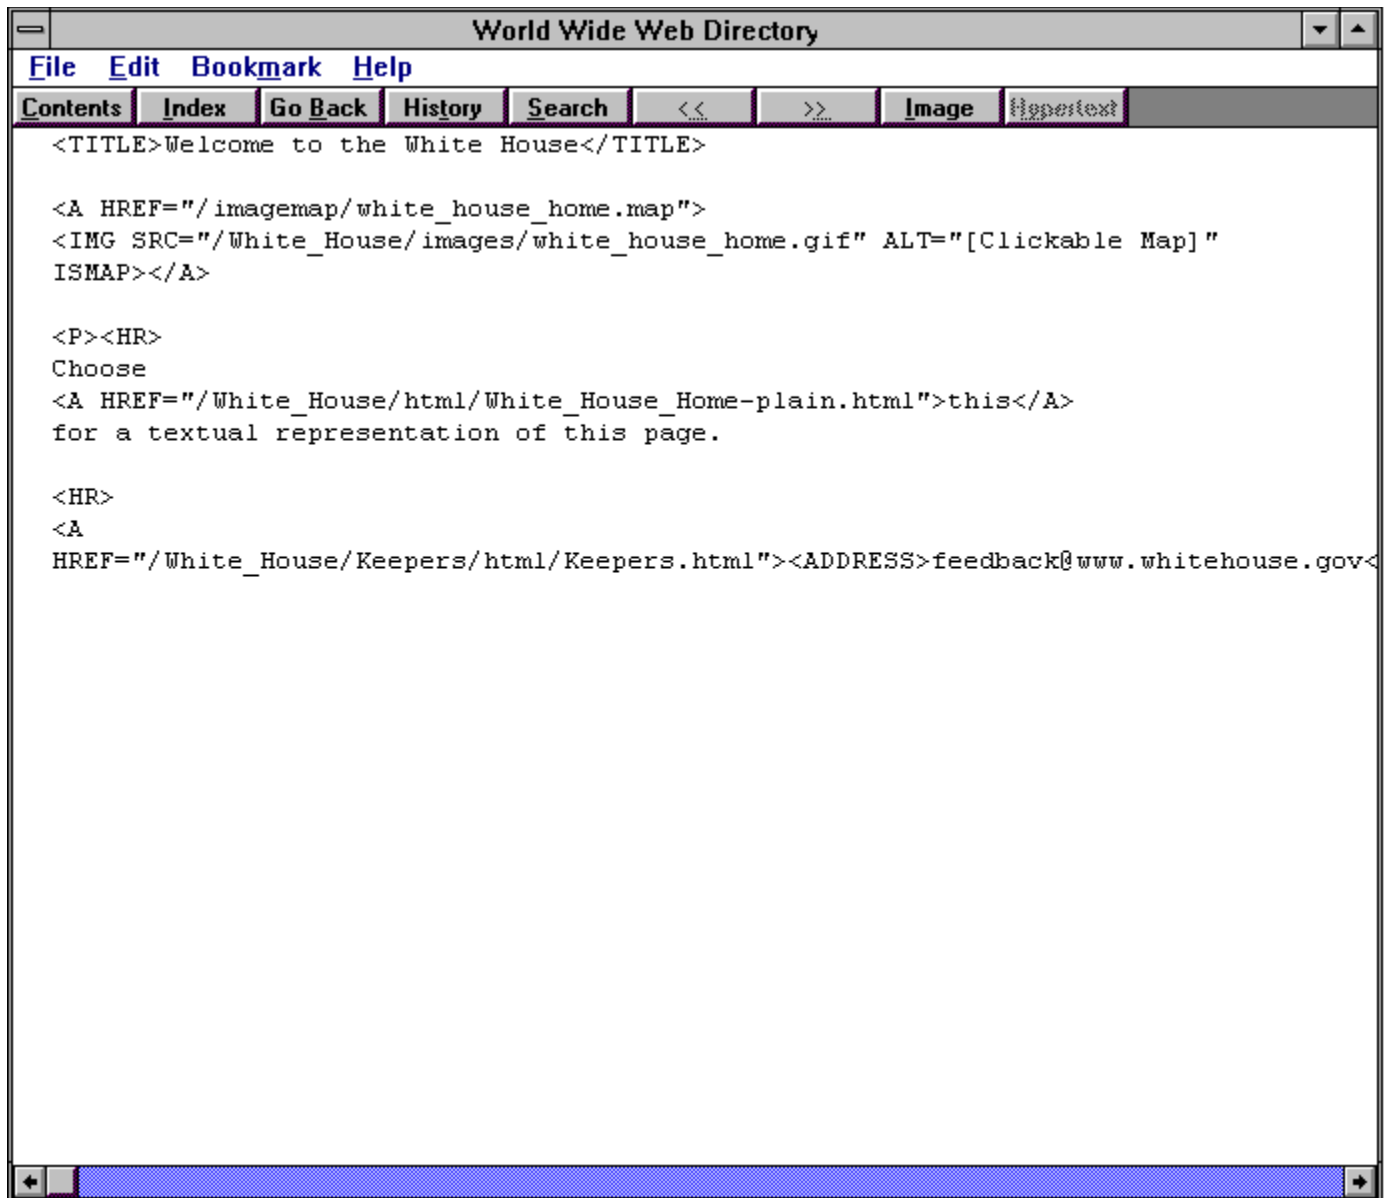 World Wide Web Directory
File Edit Bookmark Help
Contents Index Go Back History Search << >> Image Hypertext
<TITLE>Welcome to the White House</TITLE>
<A HREF="/imagemap/white_house_home.map">
<IMG SRC="/White_House/images/white_house_home.gif" ALT="[Clickable Map]"
ISMAP></A>
<P><HR>
Choose
<A HREF="/White_House/html/White_House_Home-plain.html">this</A>
for a textual representation of this page.
<HR>
<A
HREF="/White_House/Keepers/html/Keepers.html"><ADDRESS>feedback@www.whitehouse.gov<